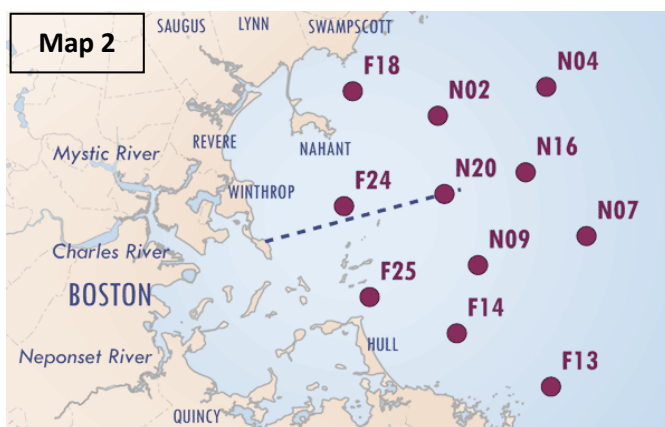 Map 2
SAUGUS
LYNN
SWAMPSCOTT
F18
N04
N02
REVERE
NAHANT
Mystic River
N16
WINTHROP
F24
N20
N07
Charles River
N09
BOSTON
F25
F14
HULL
Neponset River
F13
QUINCY